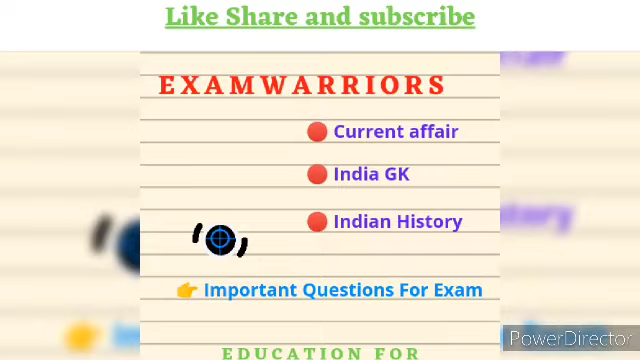 Like Share and subscribe
EXAMWARRIORS
Current affair
India GK
Indian History
Important Questions For Exam
EDUCATION FOR
PowerDirector